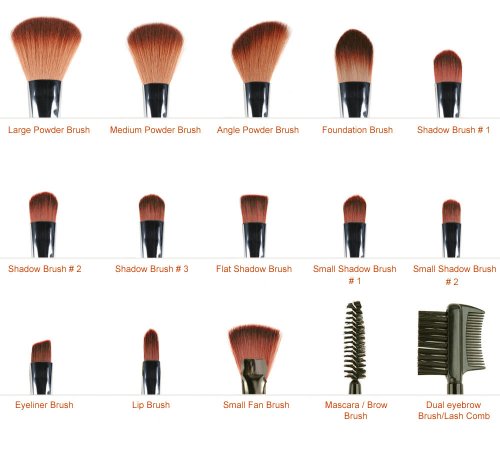 Large Powder Brush
Medium Powder Brush
Angle Powder Brush
Foundation Brush
Shadow Brush # 1
Shadow Brush # 2
Shadow Brush # 3
Flat Shadow Brush
Small Shadow Brush
# 1
Small Shadow Brush
# 2
Eyeliner Brush
Lip Brush
Small Fan Brush
Mascara / Brow
Brush
Dual eyebrow
Brush/Lash Comb